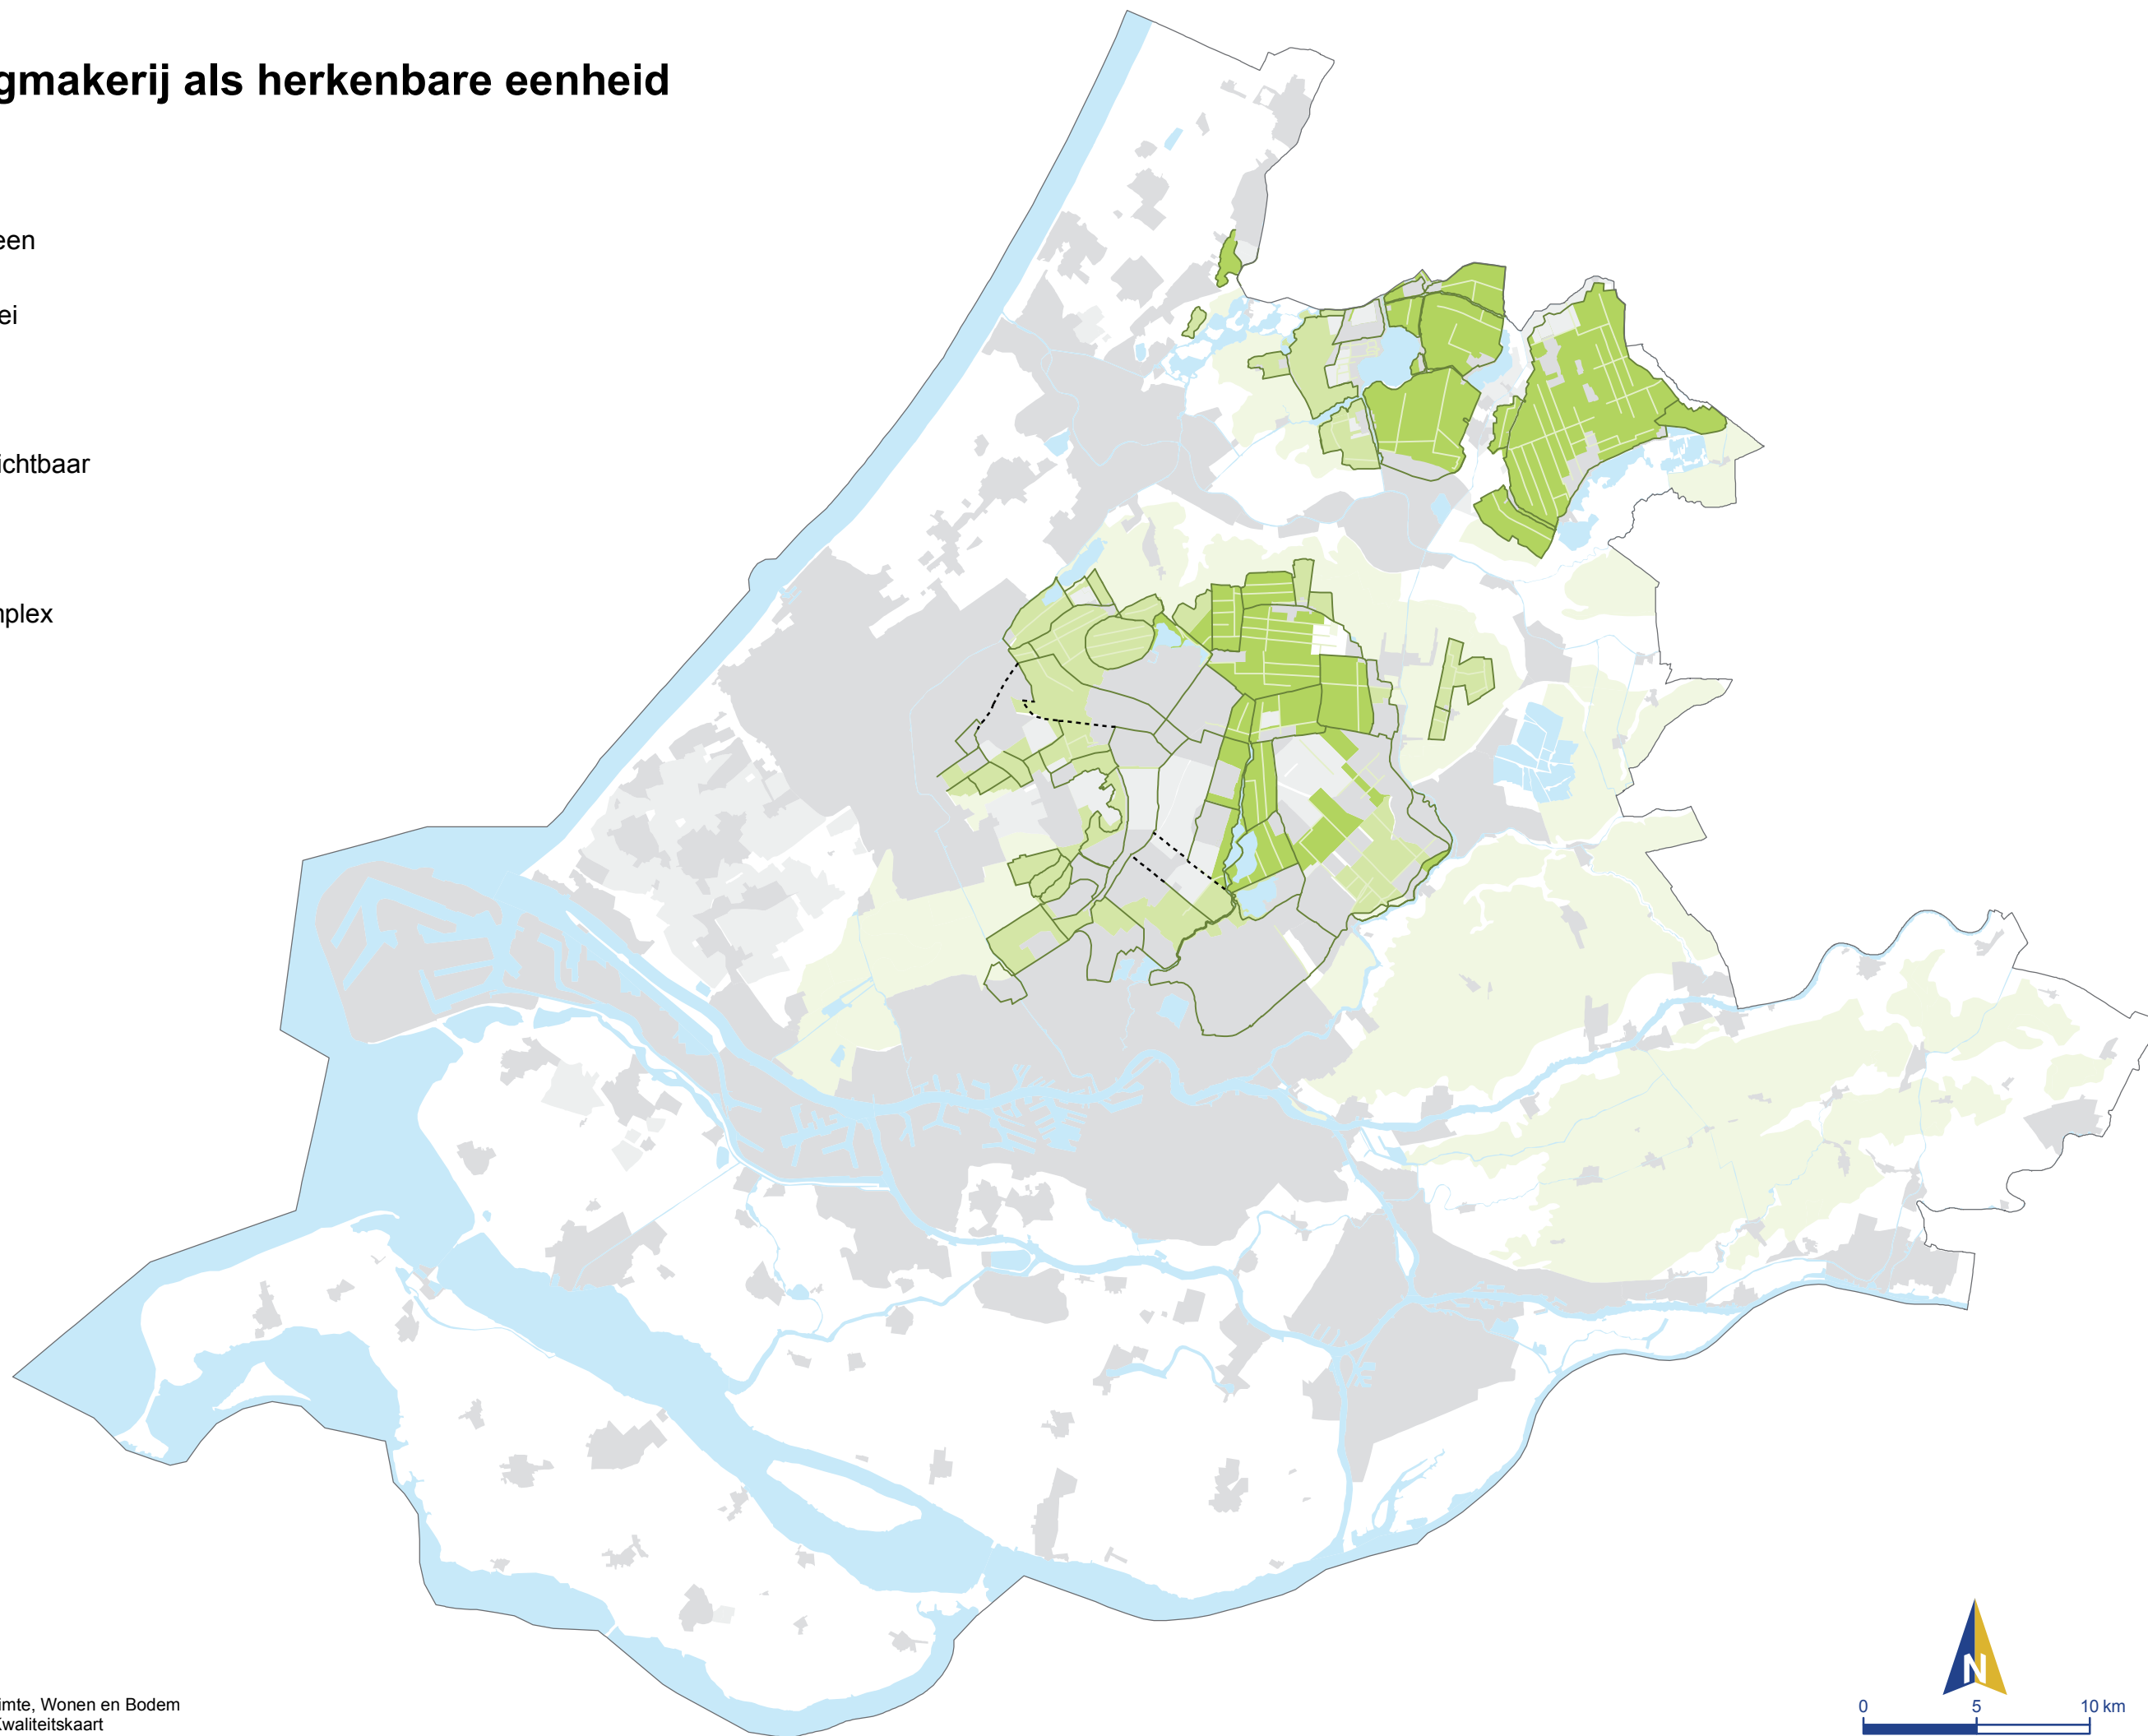 gmakerij als herkenbare eenheid
een
ei
ichtbaar
nplex
imte, Wonen en Bodem
Kwaliteitskaart
N
0 5 10 km